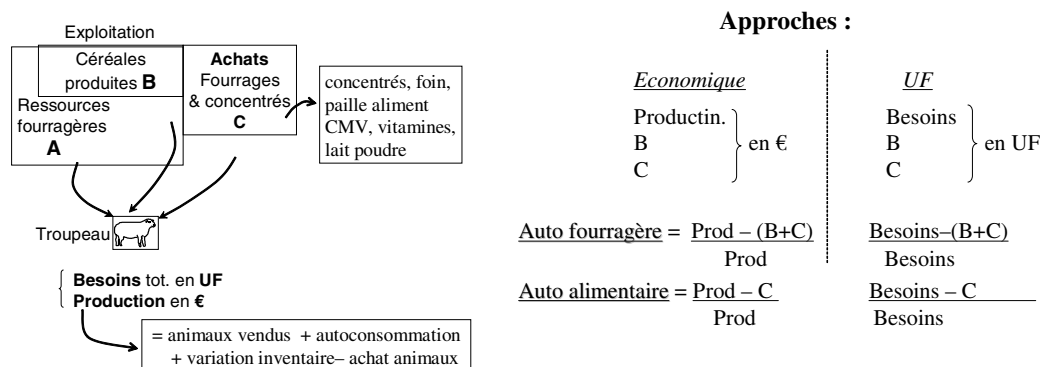 Exploitation
Céréales
produites B
Ressources
fourragères
A
Achats
Fourrages
& concentrés
C
concentrés, foin,
paille aliment
CMV, vitamines,
lait poudre
Troupeau
Besoins tot. en UF
Production en €
= animaux vendus + autoconsommation
+ variation inventaire– achat animaux
Approches :
Economique
Productin.
B
C
en €
UF
Besoins
B
C
en UF
Auto fourragère = Prod – (B+C)
Prod
Besoins–(B+C)
Besoins
Auto alimentaire = Prod – C
Prod
Besoins – C
Besoins